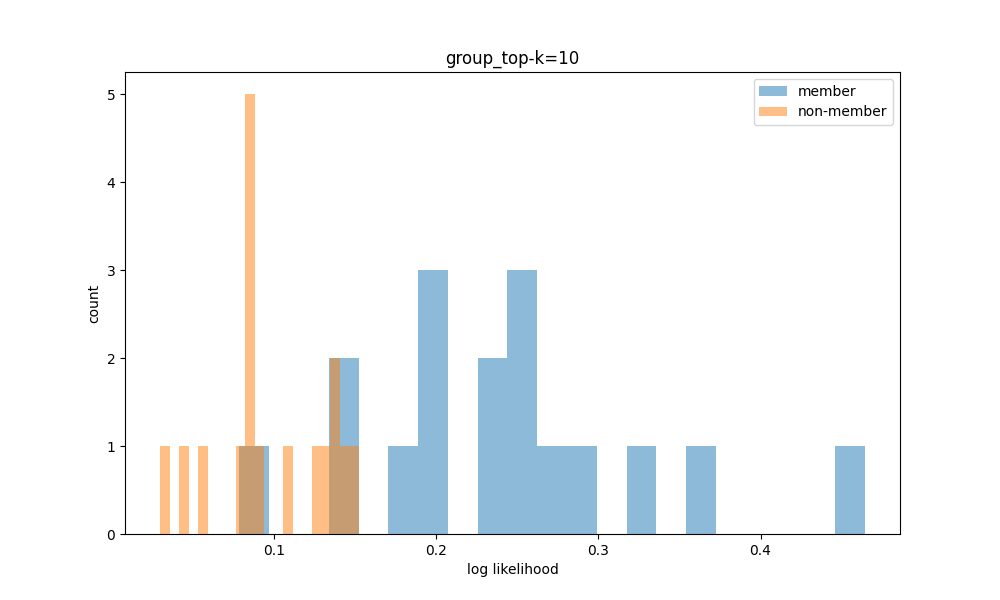 group_top-k=10
member
non-member
5
4
3
2
1
0
count
0.1 0.2 0.3 0.4
log likelihood